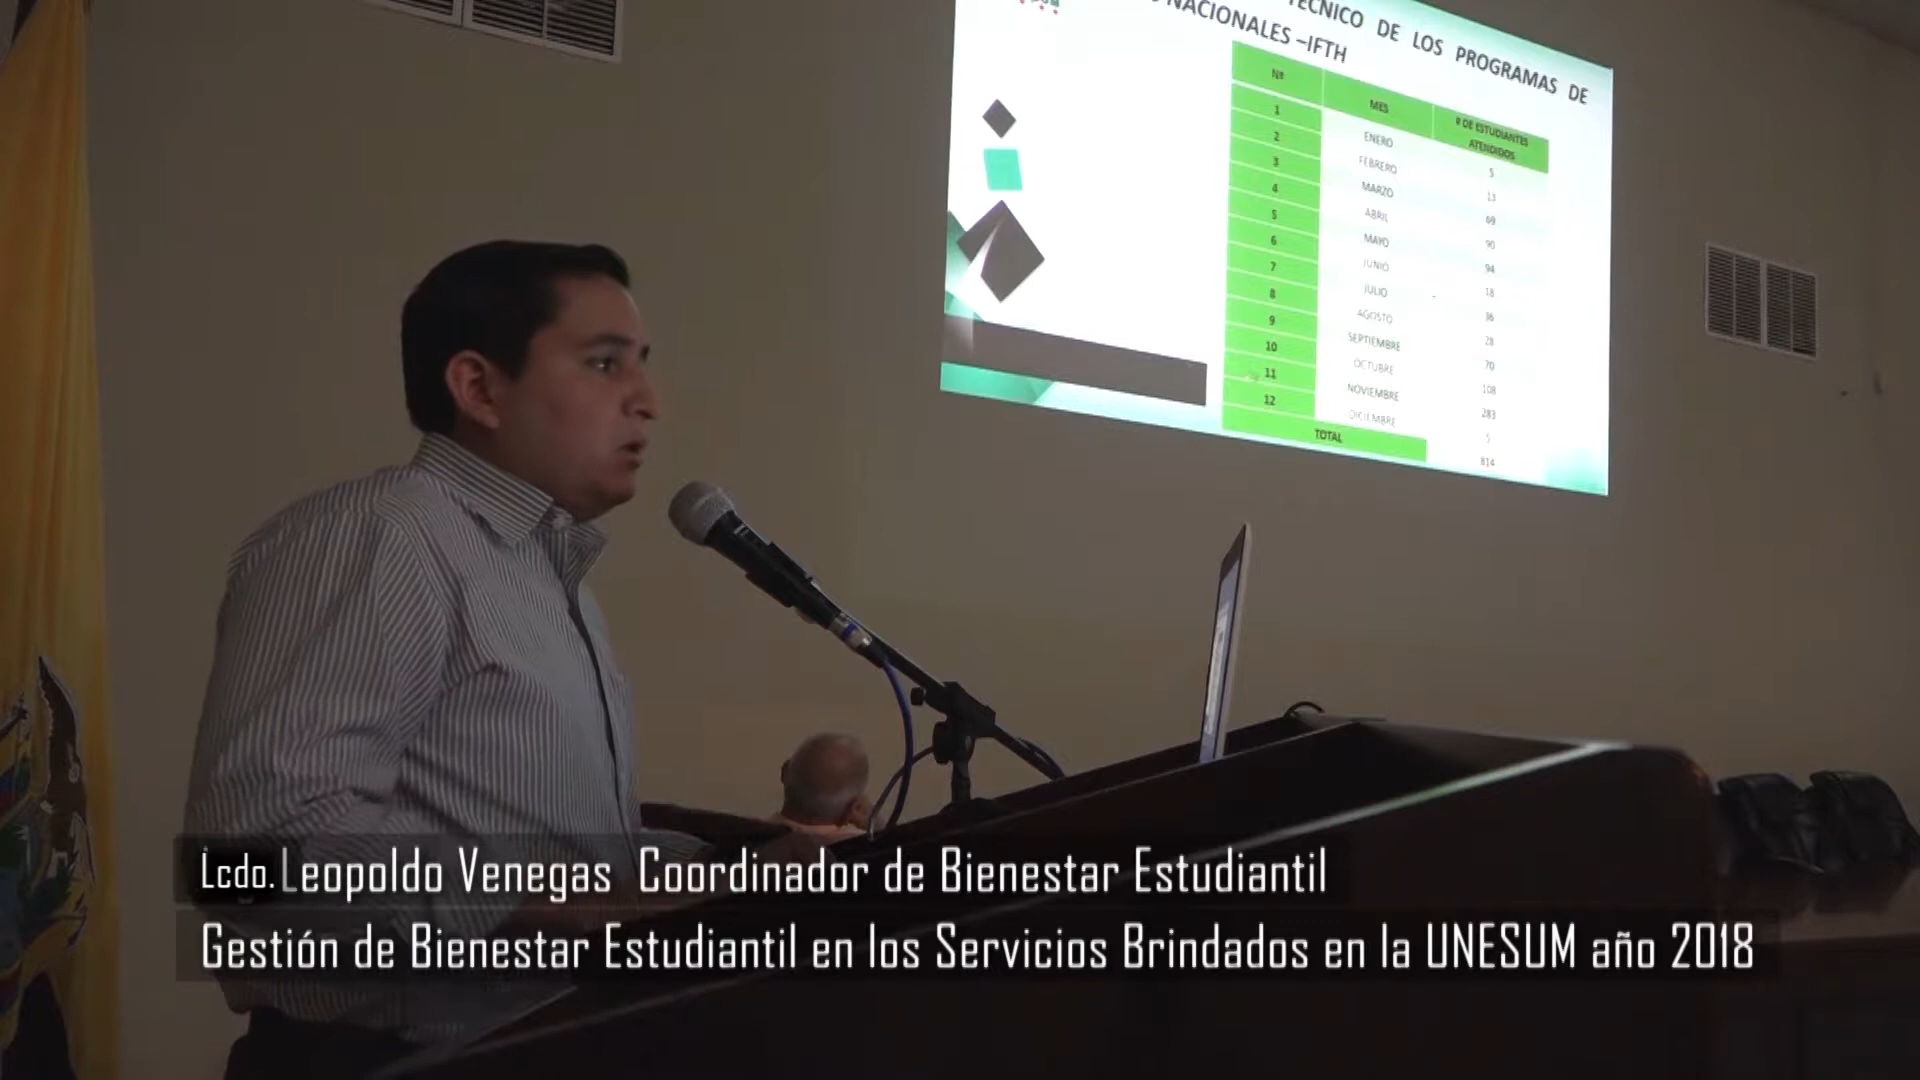 TÉCNICO DE LOS PROGRAMAS DE
NACIONALES –IFTH
Nº MES # DE ESTUDIANTES ATENDIDOS
1 ENERO 5
2 FEBRERO 13
3 MARZO 69
4 ABRIL 90
5 MAYO 94
6 JUNIO 18
7 JULIO 36
8 AGOSTO 28
9 SEPTIEMBRE 70
10 OCTUBRE 108
11 NOVIEMBRE 283
12 DICIEMBRE 5
TOTAL 814
Lcdo. Leopoldo Venegas Coordinador de Bienestar Estudiantil
Gestión de Bienestar Estudiantil en los Servicios Brindados en la UNESUM año 2018